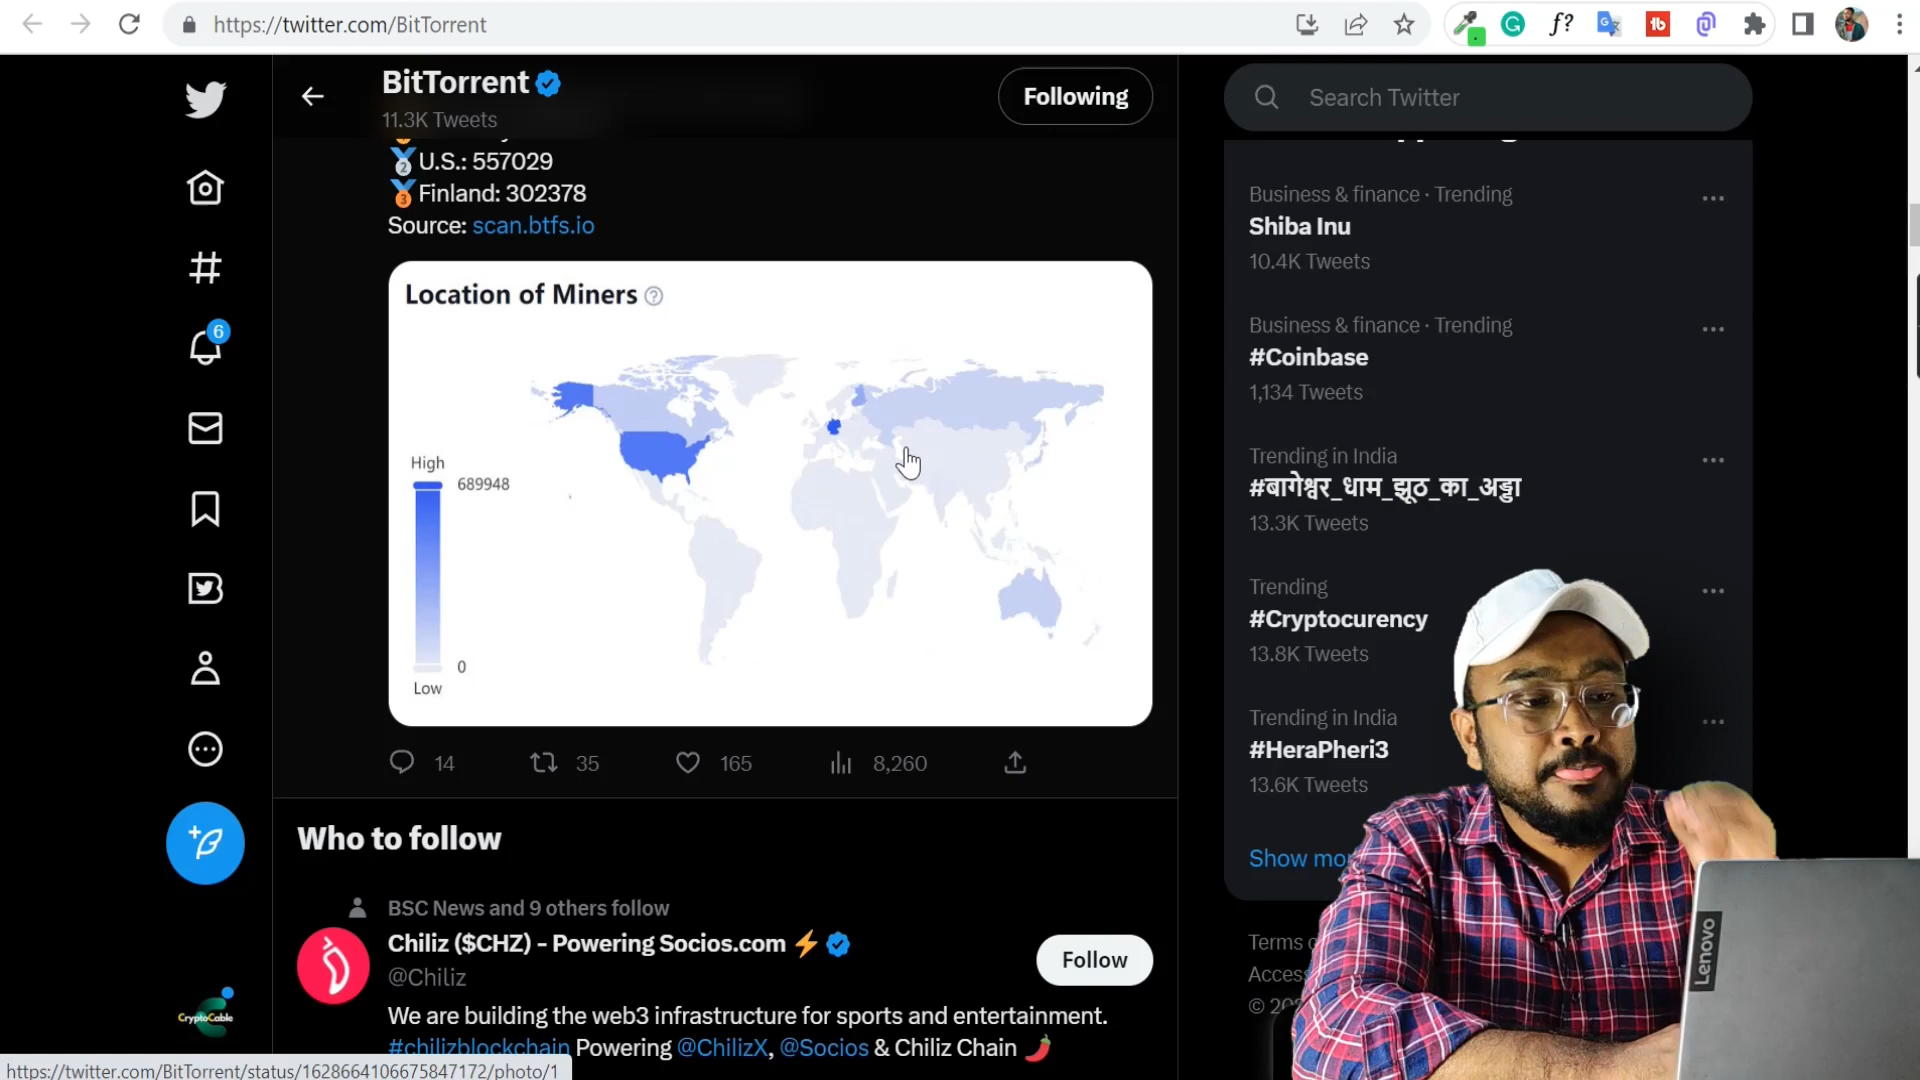 https://twitter.com/BitTorrent
BitTorrent
11.3K Tweets
Following
Search Twitter
U.S.: 557029
Finland: 302378
Source: scan.btfs.io
Location of Miners
High
689948
0
Low
14
35
165
8,260
Who to follow
BSC News and 9 others follow
Chiliz ($CHZ) - Powering Socios.com
@Chiliz
Follow
We are building the web3 infrastructure for sports and entertainment.
#chilizblockchain Powering @ChilizX, @Socios & Chiliz Chain
https://twitter.com/BitTorrent/status/1628664106675847172/photo/1
6
CryptoCable
Business & finance · Trending
Shiba Inu
10.4K Tweets
Business & finance · Trending
#Coinbase
1,134 Tweets
Trending in India
#बागेश्वर_धाम_झूठ_का_अड्डा
13.3K Tweets
Trending
#Cryptocurency
13.8K Tweets
Trending in India
#HeraPheri3
13.6K Tweets
Show
Terms
Lenovo